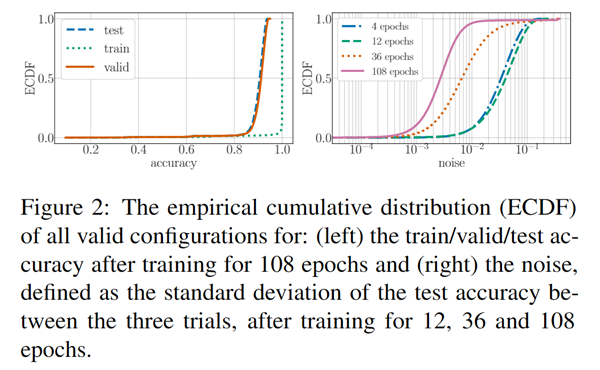 1.0
0.5
0.0
ECDF
test
train
valid
0.2 0.4 0.6 0.8 1.0
accuracy
1.0
0.5
0.0
ECDF
4 epochs
12 epochs
36 epochs
108 epochs
10⁻⁴ 10⁻³ 10⁻² 10⁻¹
noise
Figure 2: The empirical cumulative distribution (ECDF)
of all valid configurations for: (left) the train/valid/test ac-
curacy after training for 108 epochs and (right) the noise,
defined as the standard deviation of the test accuracy be-
tween the three trials, after training for 12, 36 and 108
epochs.